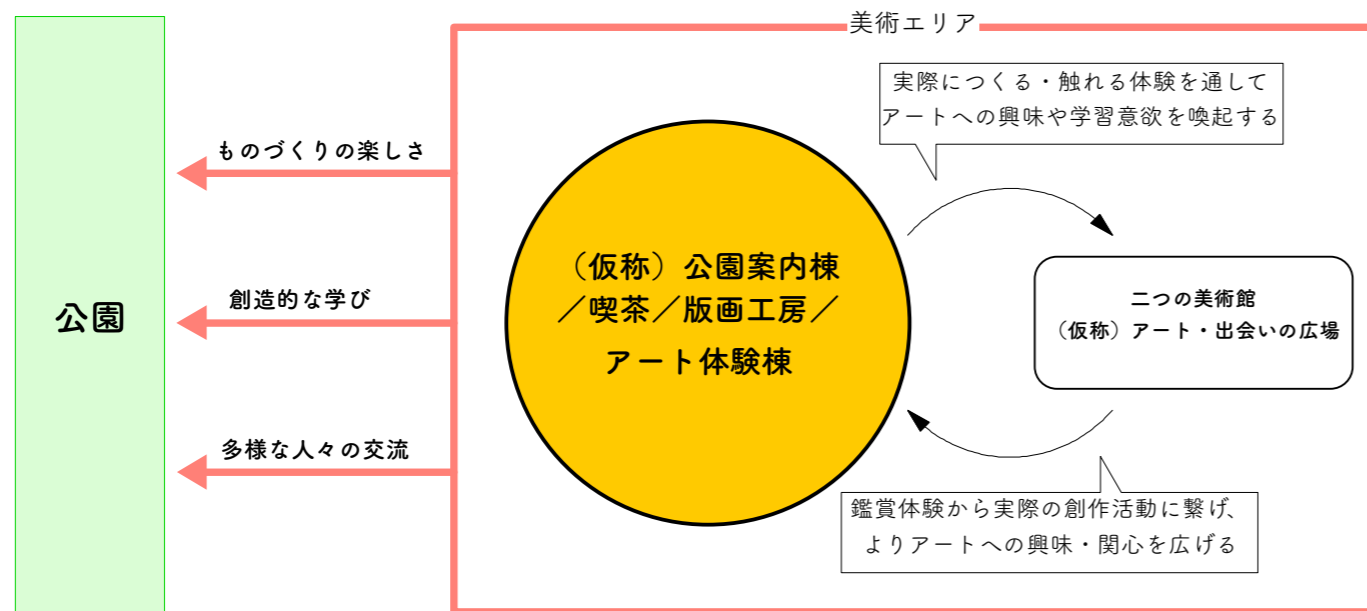 美術エリア
実際につくる・触れる体験を通して
アートへの興味や学習意欲を喚起する
ものづくりの楽しさ
創造的な学び
多様な人々の交流
公園
（仮称）公園案内棟
／喫茶／版画工房／
アート体験棟
二つの美術館
（仮称）アート・出会いの広場
鑑賞体験から実際の創作活動に繋げ、
よりアートへの興味・関心を広げる